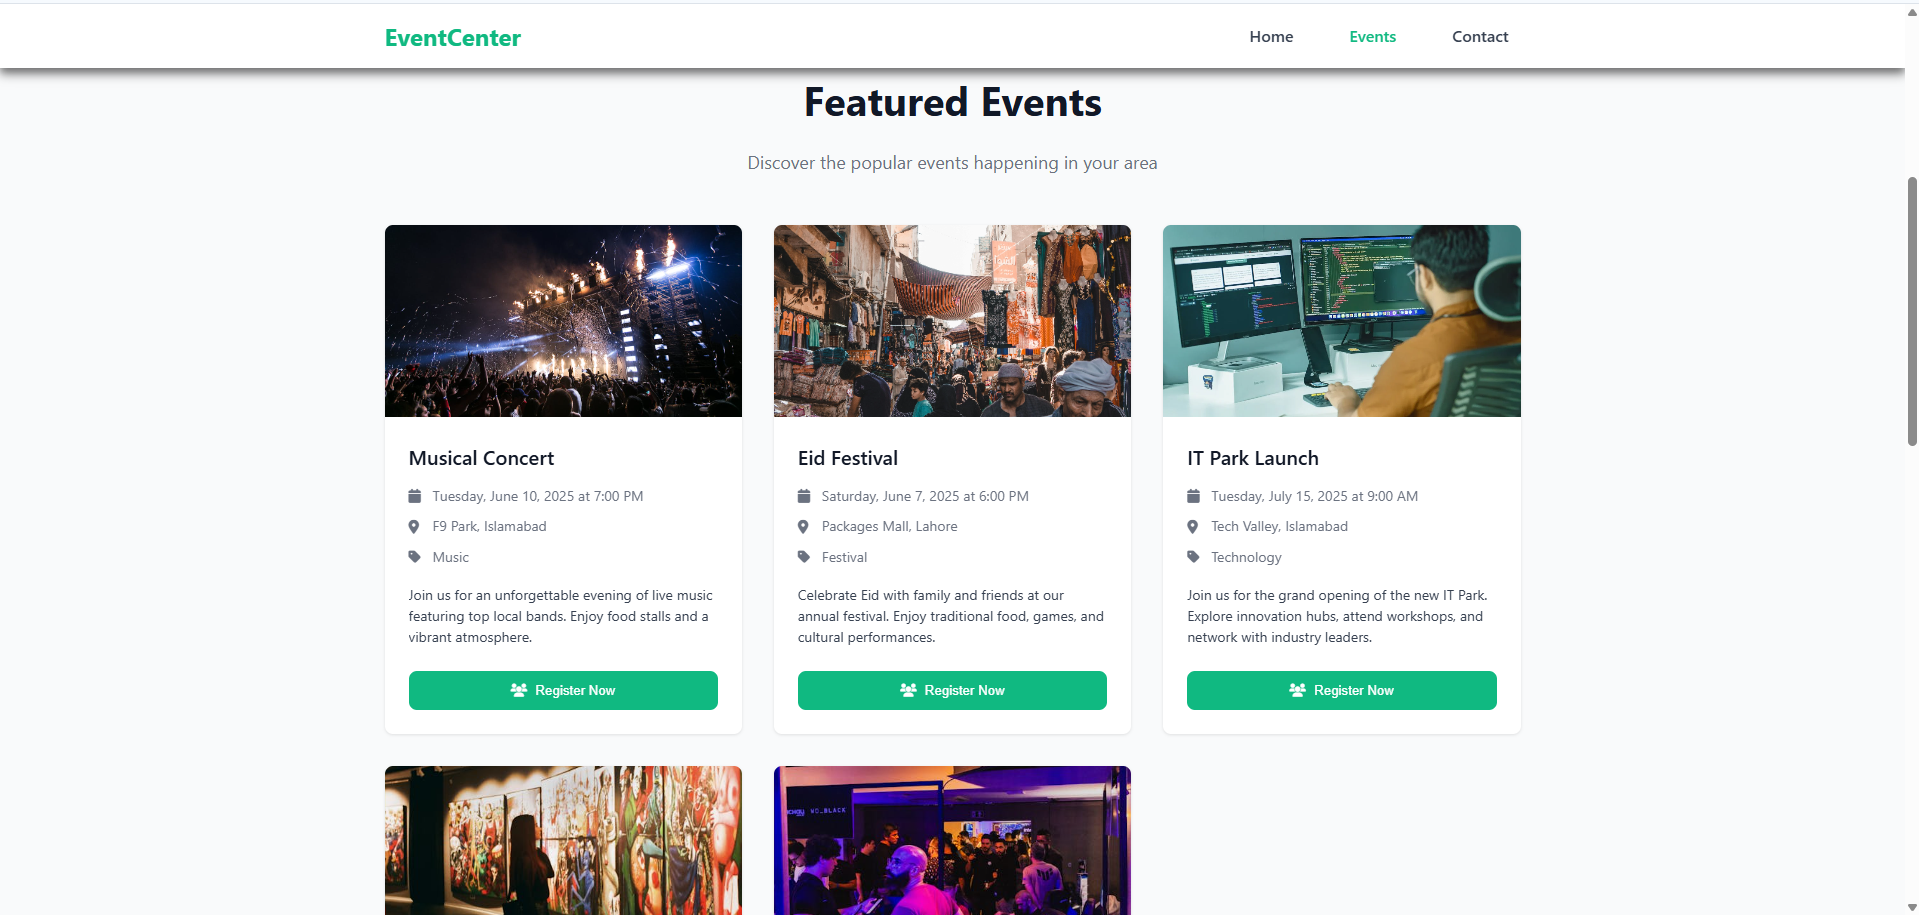 EventCenter
Home
Events
Contact
Featured Events
Discover the popular events happening in your area
Musical Concert
Tuesday, June 10, 2025 at 7:00 PM
F9 Park, Islamabad
Music
Join us for an unforgettable evening of live music
featuring top local bands. Enjoy food stalls and a
vibrant atmosphere.
Register Now
Eid Festival
Saturday, June 7, 2025 at 6:00 PM
Packages Mall, Lahore
Festival
Celebrate Eid with family and friends at our
annual festival. Enjoy traditional food, games, and
cultural performances.
Register Now
IT Park Launch
Tuesday, July 15, 2025 at 9:00 AM
Tech Valley, Islamabad
Technology
Join us for the grand opening of the new IT Park.
Explore innovation hubs, attend workshops, and
network with industry leaders.
Register Now